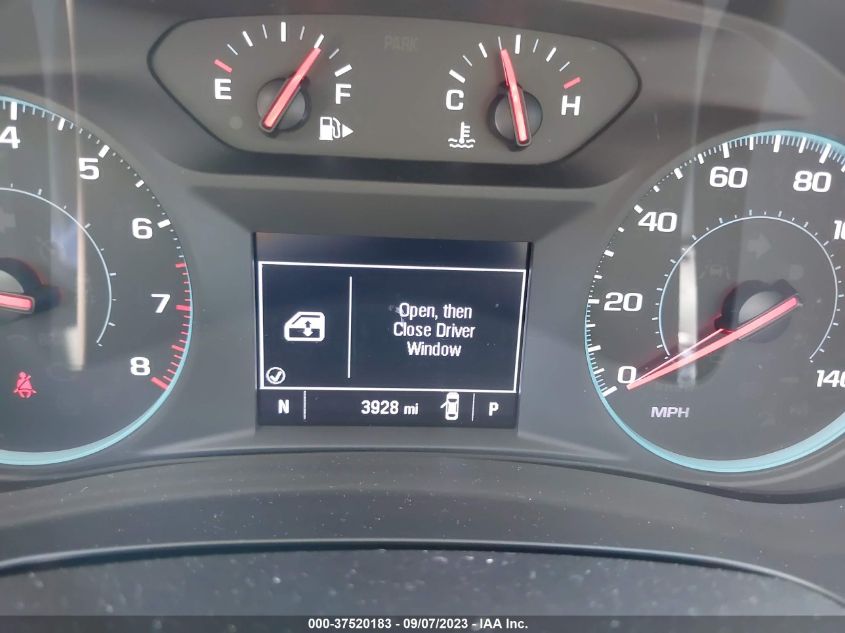 PARK
E F
C H
4
5
6
7
8
Open, then
Close Driver
Window
N 3928 mi P
0
20
40
60
80
140
MPH
000-37520183 - 09/07/2023 - IAA Inc.